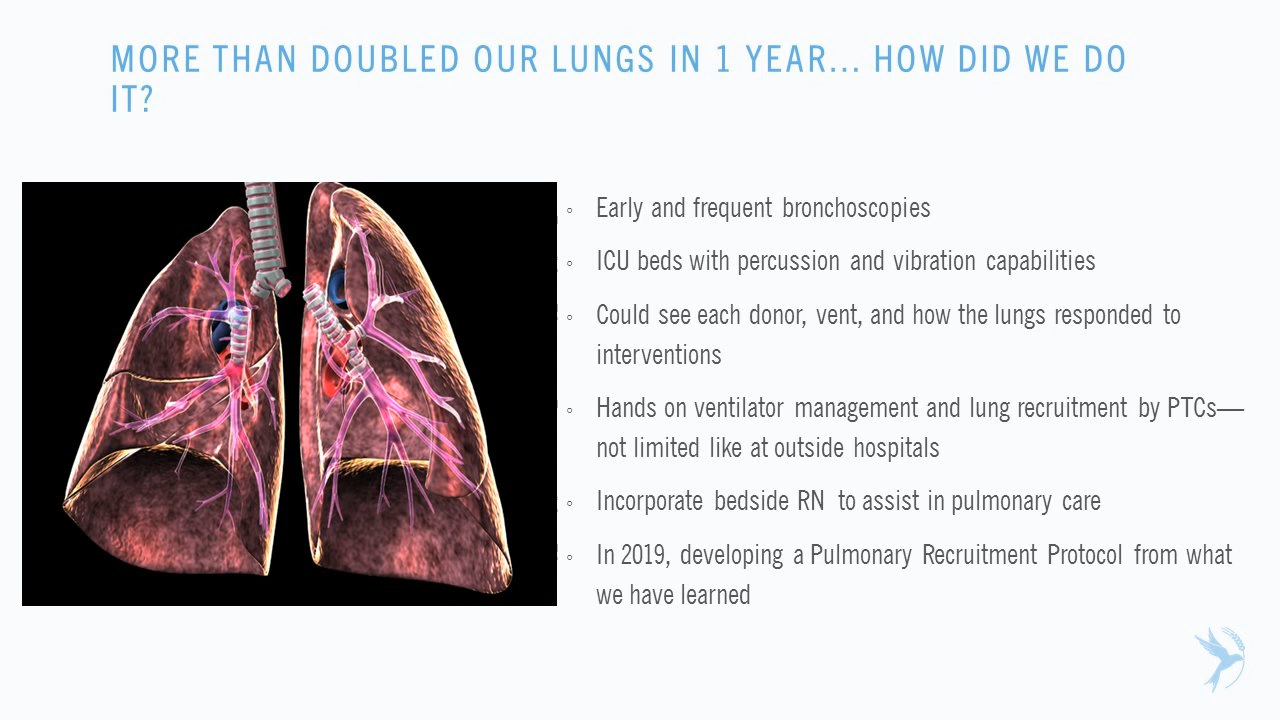 MORE THAN DOUBLED OUR LUNGS IN 1 YEAR... HOW DID WE DO
IT?
◦ Early and frequent bronchoscopies
◦ ICU beds with percussion and vibration capabilities
◦ Could see each donor, vent, and how the lungs responded to
interventions
◦ Hands on ventilator management and lung recruitment by PTCs—
not limited like at outside hospitals
◦ Incorporate bedside RN to assist in pulmonary care
◦ In 2019, developing a Pulmonary Recruitment Protocol from what
we have learned